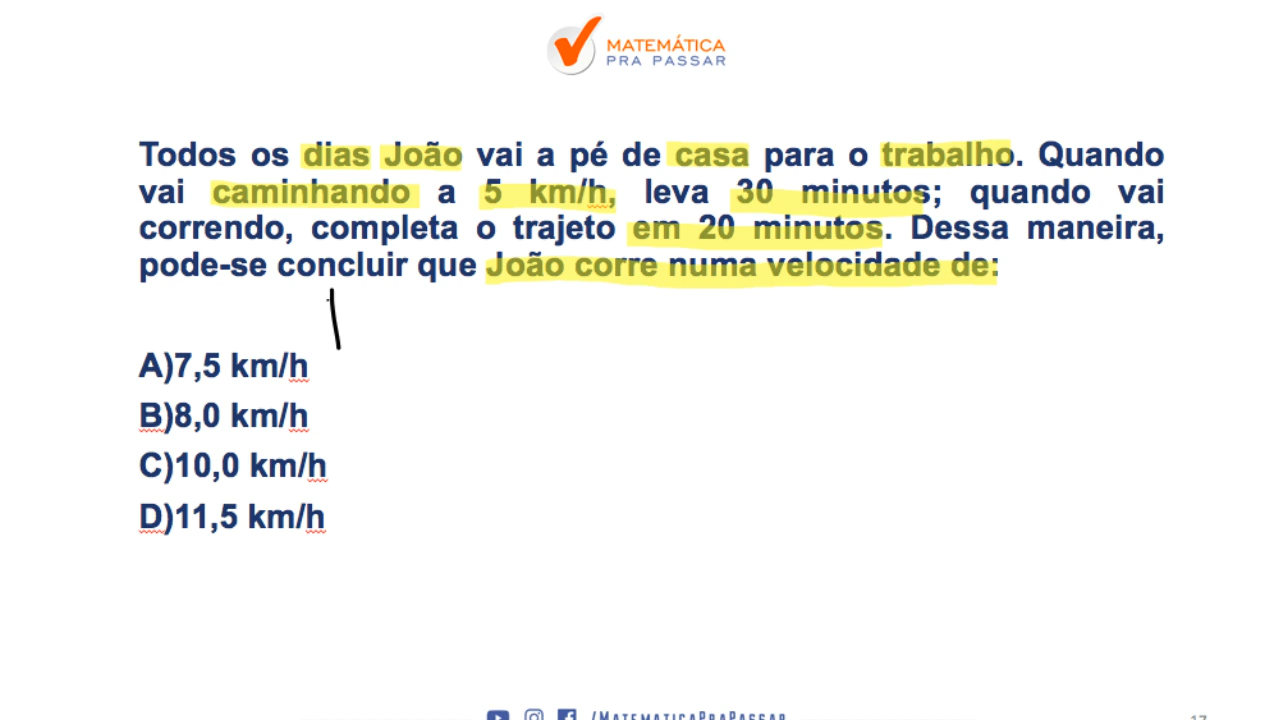 MATEMÁTICA
PRA PASSAR
Todos os dias João vai a pé de casa para o trabalho. Quando
vai caminhando a 5 km/h, leva 30 minutos; quando vai
correndo, completa o trajeto em 20 minutos. Dessa maneira,
pode-se concluir que João corre numa velocidade de:
A)7,5 km/h
B)8,0 km/h
C)10,0 km/h
D)11,5 km/h
/MATEMATICAPRAPASSAR
17